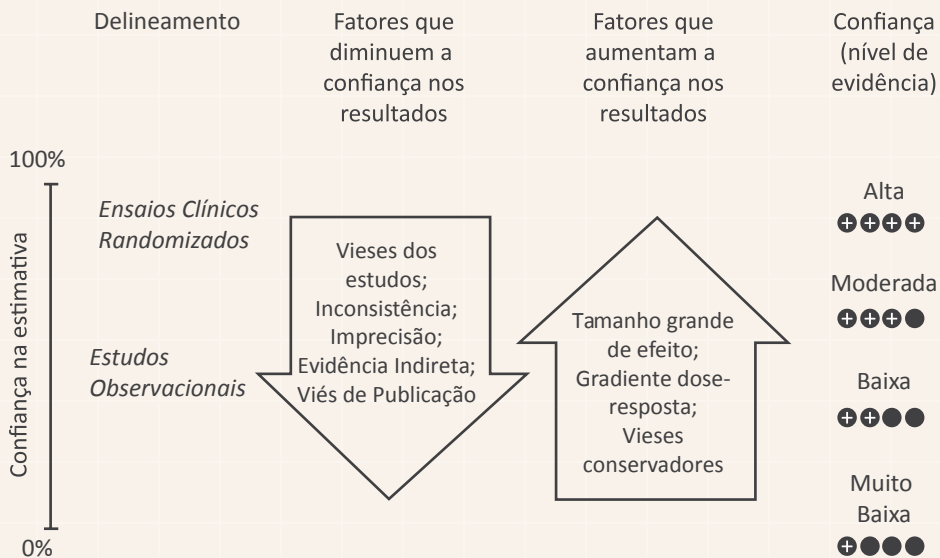 Delineamento
Fatores que
diminuem a
confiança nos
resultados
Fatores que
aumentam a
confiança nos
resultados
Confiança
(nível de
evidência)
100%
Confiança na estimativa
0%
Ensaios Clínicos
Randomizados
Estudos
Observacionais
Vieses dos
estudos;
Inconsistência;
Imprecisão;
Evidência Indireta;
Viés de Publicação
Tamanho grande
de efeito;
Gradiente dose-
resposta;
Vieses
conservadores
Alta
++++
Moderada
+++
Baixa
++
Muito
Baixa
+